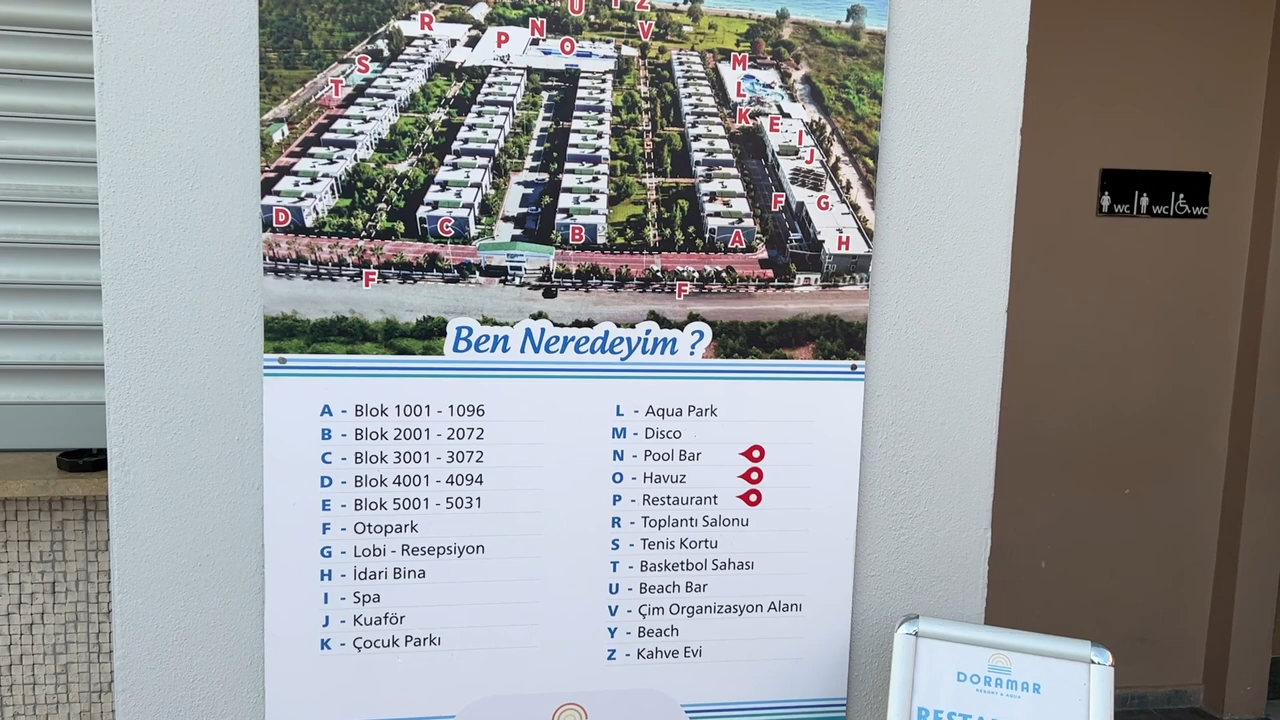 U Y Z
R P N O V
S
T
M
L
K E I J
F G
D C B A H
F F
Ben Neredeyim ?
A - Blok 1001 - 1096
B - Blok 2001 - 2072
C - Blok 3001 - 3072
D - Blok 4001 - 4094
E - Blok 5001 - 5031
F - Otopark
G - Lobi - Resepsiyon
H - İdari Bina
I - Spa
J - Kuaför
K - Çocuk Parkı
L - Aqua Park
M - Disco
N - Pool Bar
O - Havuz
P - Restaurant
R - Toplantı Salonu
S - Tenis Kortu
T - Basketbol Sahası
U - Beach Bar
V - Çim Organizasyon Alanı
Y - Beach
Z - Kahve Evi
WC WC WC
DORAMAR
RESORT & AQUA